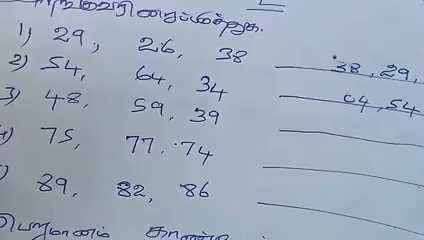 1) 29, 26, 38 38, 29,
2) 54, 64, 34 64, 54
3) 48, 59, 39
4) 75, 77, 74
89, 82, 86